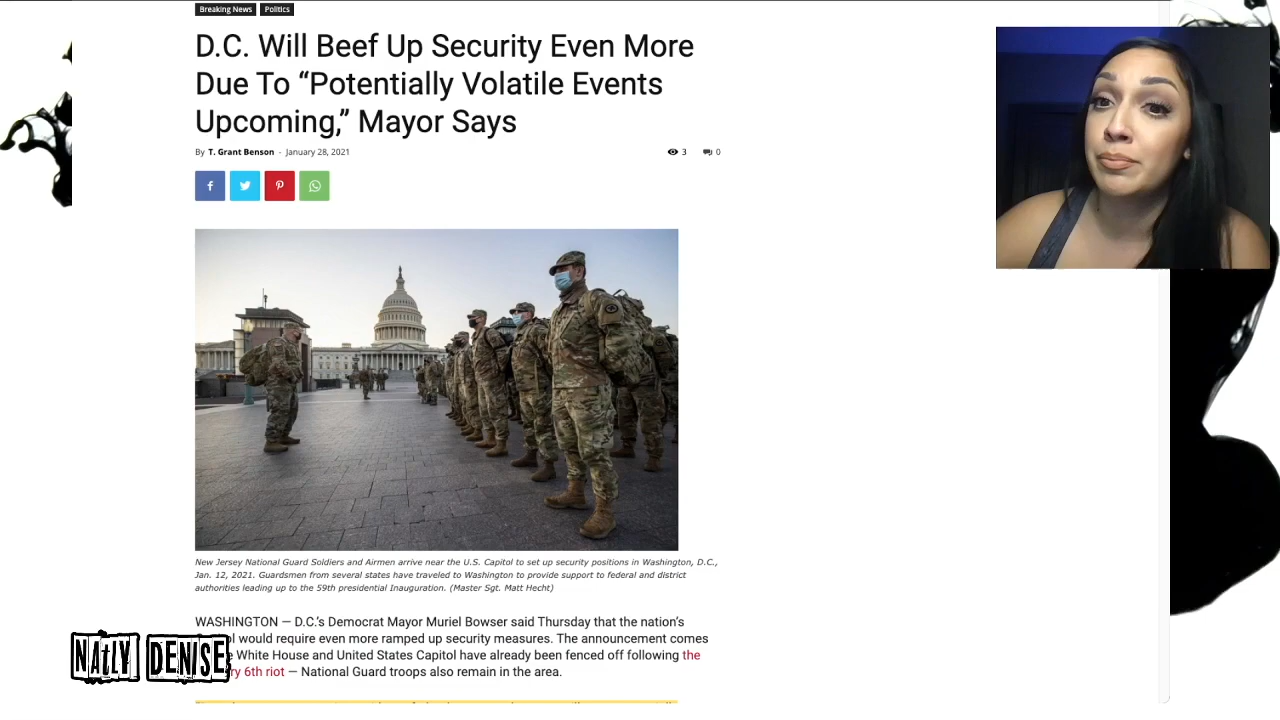 Breaking News Politics
D.C. Will Beef Up Security Even More
Due To “Potentially Volatile Events
Upcoming,” Mayor Says
By T. Grant Benson - January 28, 2021 3 0
New Jersey National Guard Soldiers and Airmen arrive near the U.S. Capitol to set up security positions in Washington, D.C.,
Jan. 12, 2021. Guardsmen from several states have traveled to Washington to provide support to federal and district
authorities leading up to the 59th presidential Inauguration. (Master Sgt. Matt Hecht)
WASHINGTON — D.C.’s Democrat Mayor Muriel Bowser said Thursday that the nation’s
would require even more ramped up security measures. The announcement comes
White House and United States Capitol have already been fenced off following the
6th riot — National Guard troops also remain in the area.
NAtLY DENISE